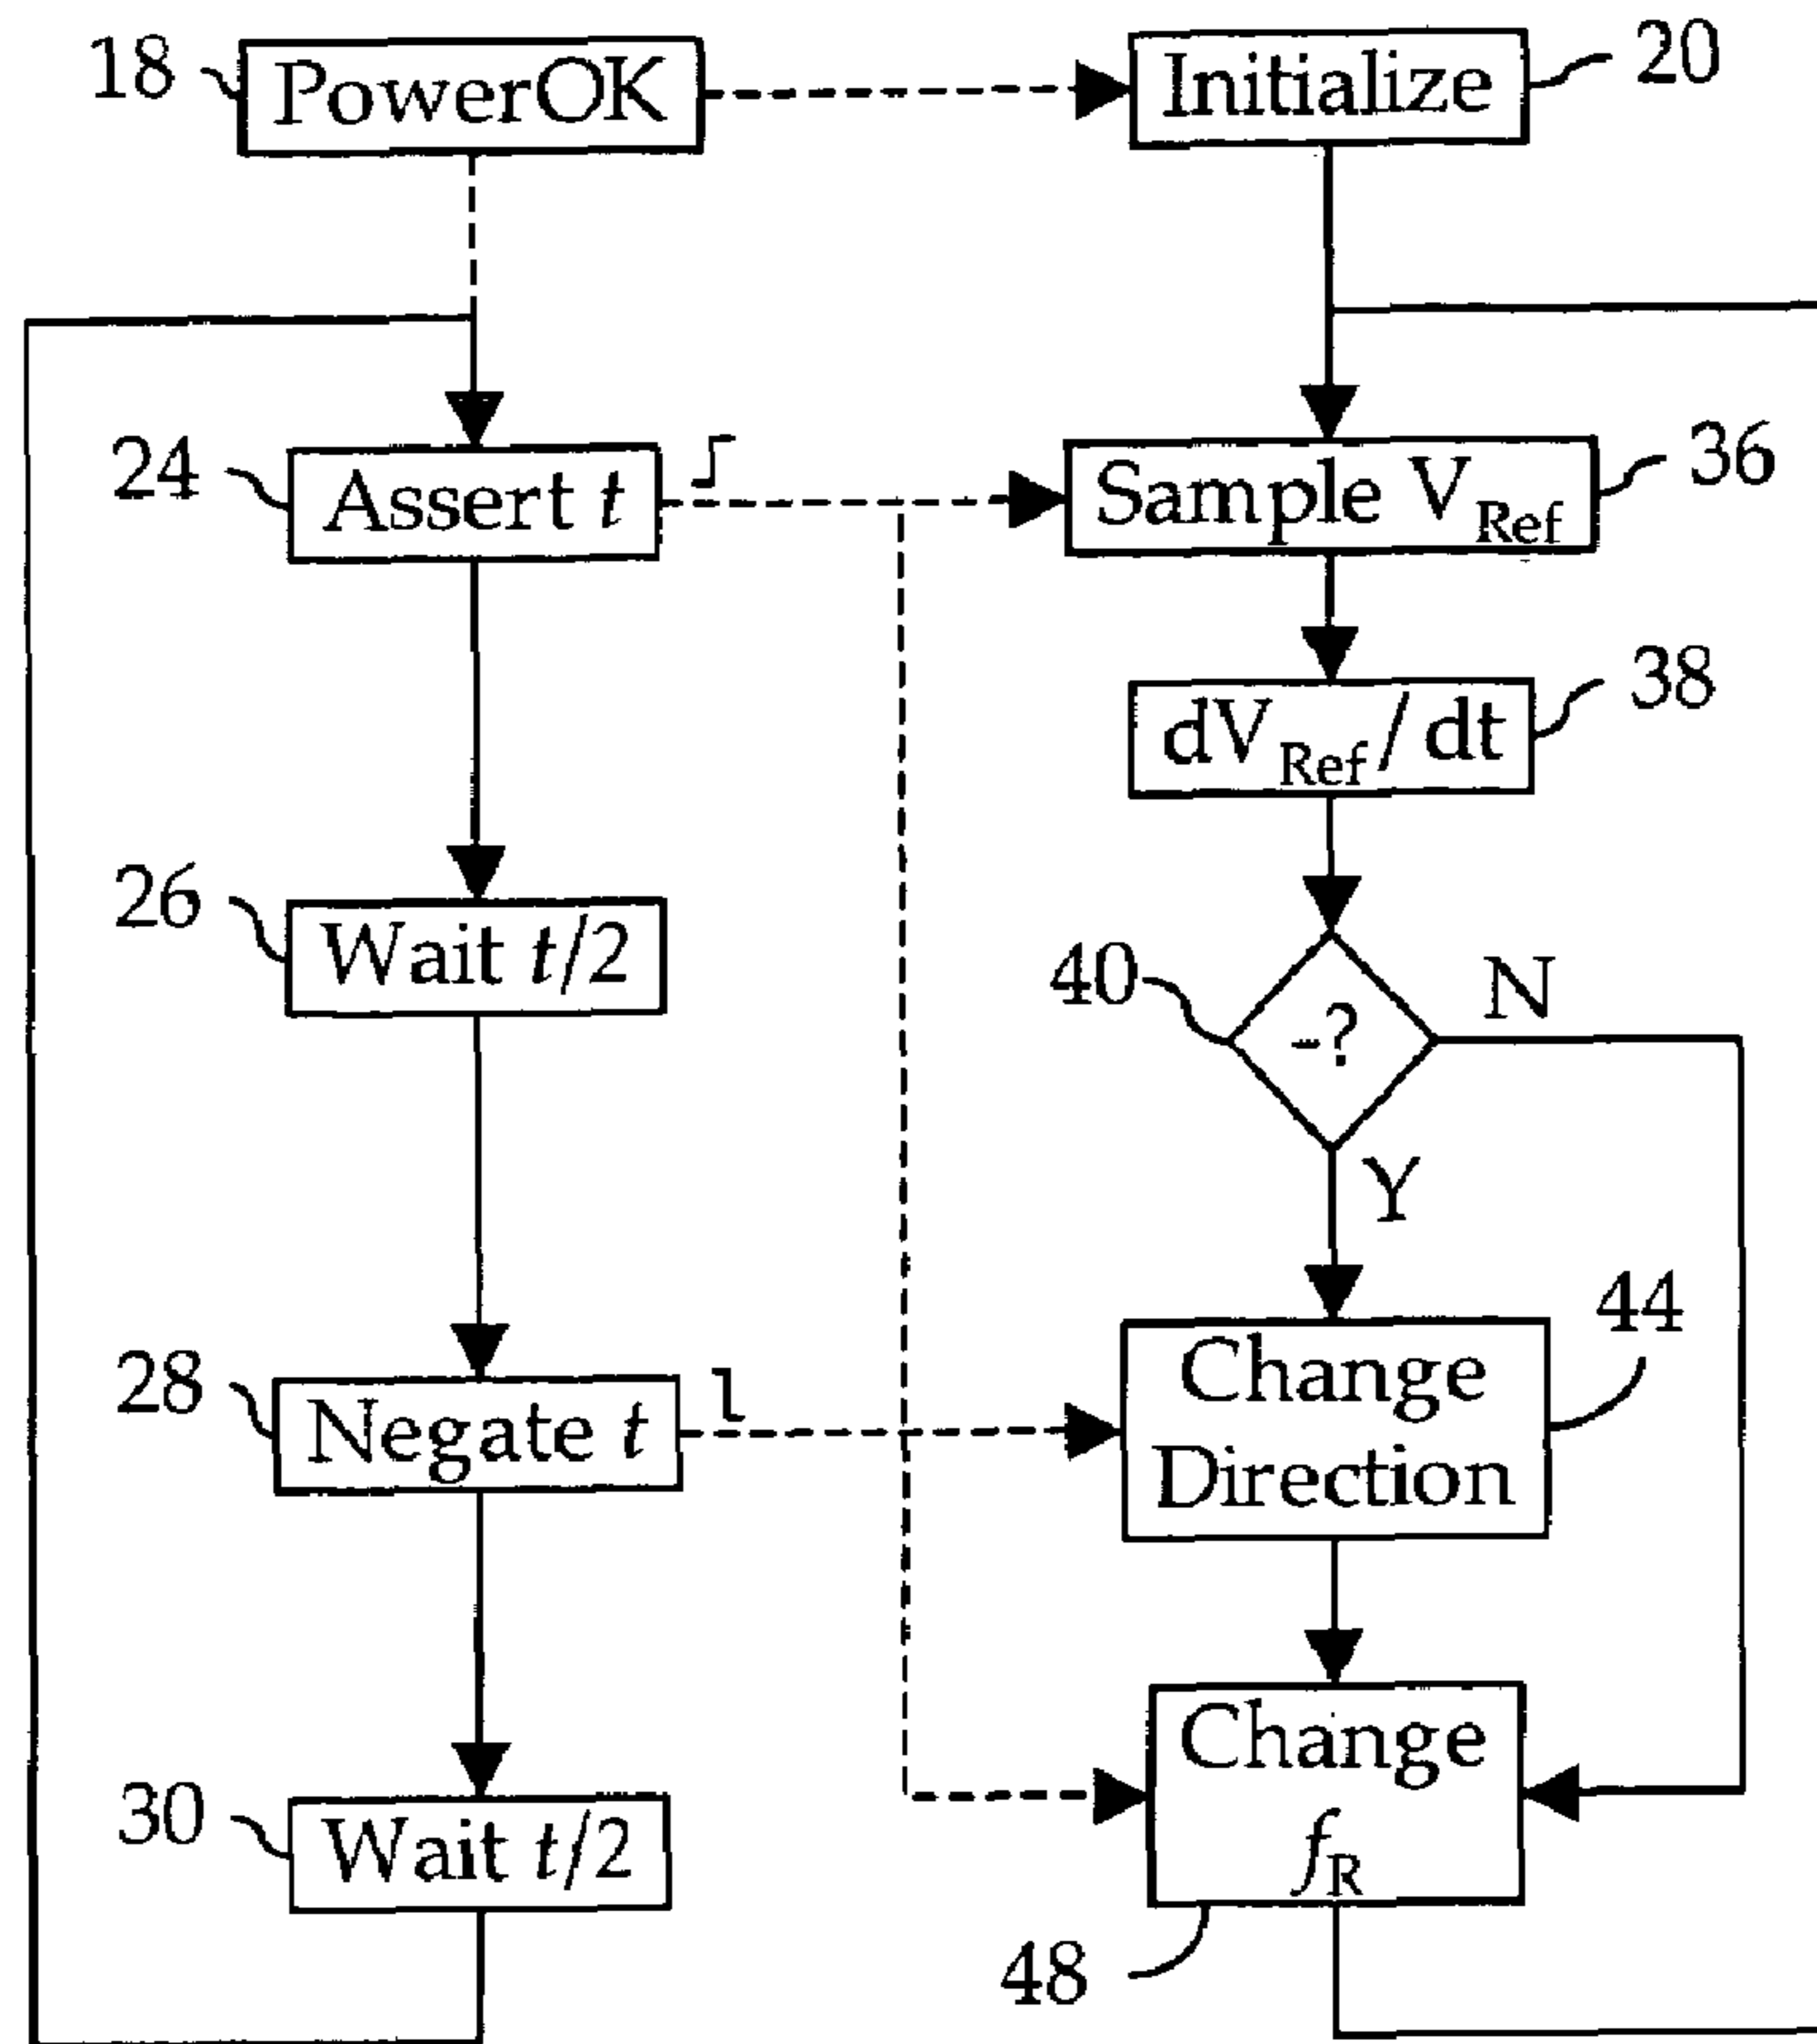 18 PowerOK
Initialize 20
24 Assert t
Sample V_Ref 36
dV_Ref/dt 38
26 Wait t/2
40 -? N
Y
28 Negate t
Change
Direction
44
30 Wait t/2
Change
f_R
48